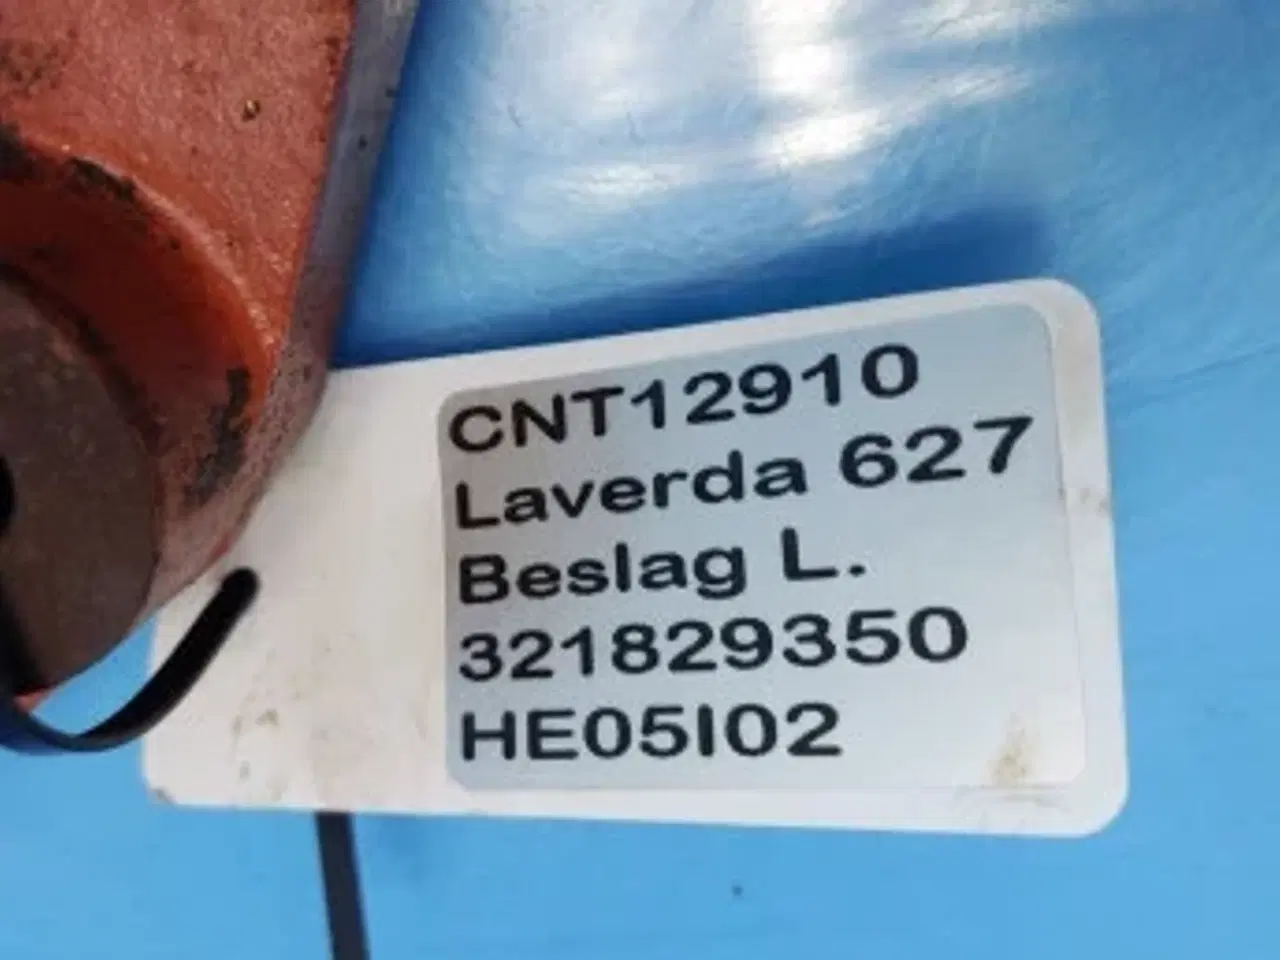 CNT12910
Laverda 627
Beslag L.
321829350
HE05I02